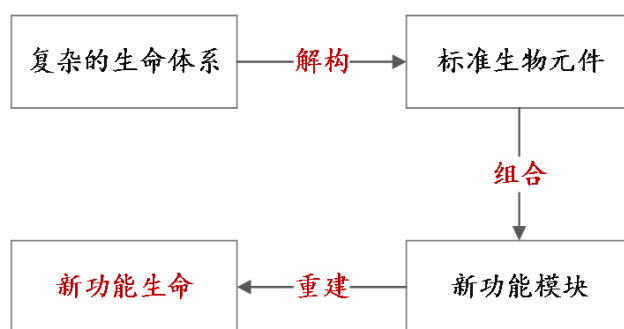 复杂的生命体系
解构
标准生物元件
组合
新功能模块
重建
新功能生命